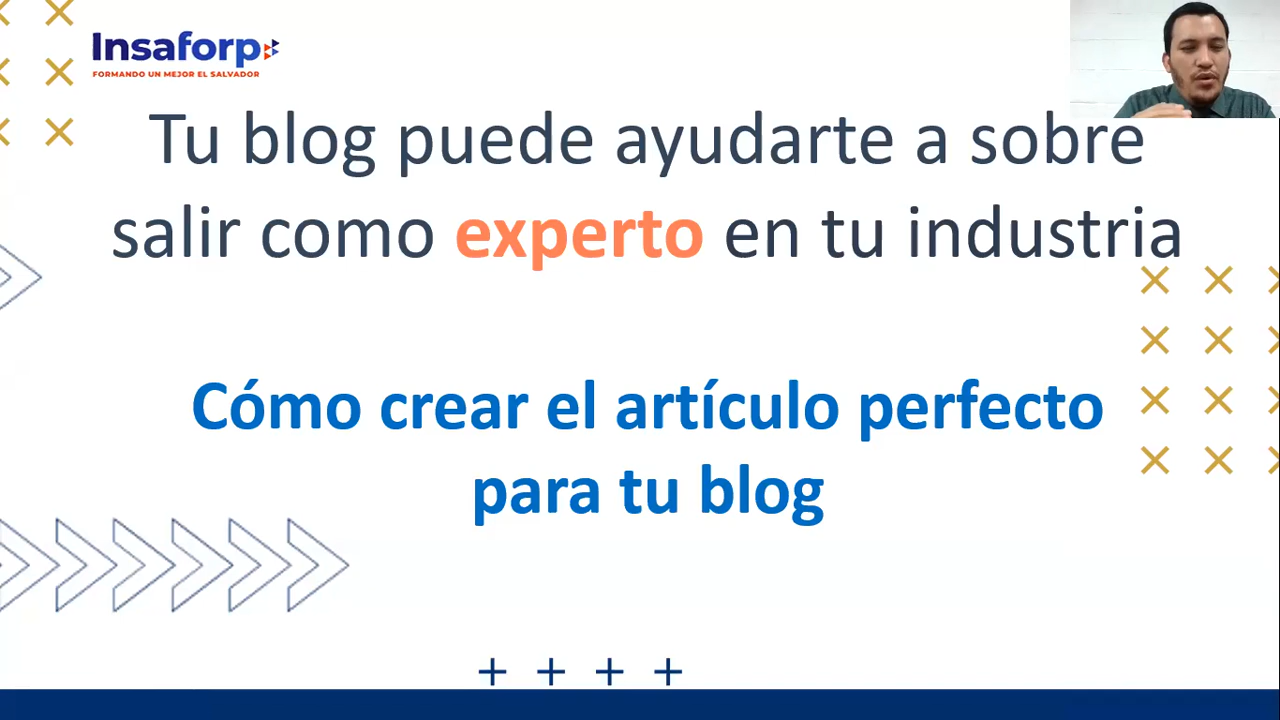 Insaforp
FORMANDO UN MEJOR EL SALVADOR
Tu blog puede ayudarte a sobre
salir como experto en tu industria
Cómo crear el artículo perfecto
para tu blog